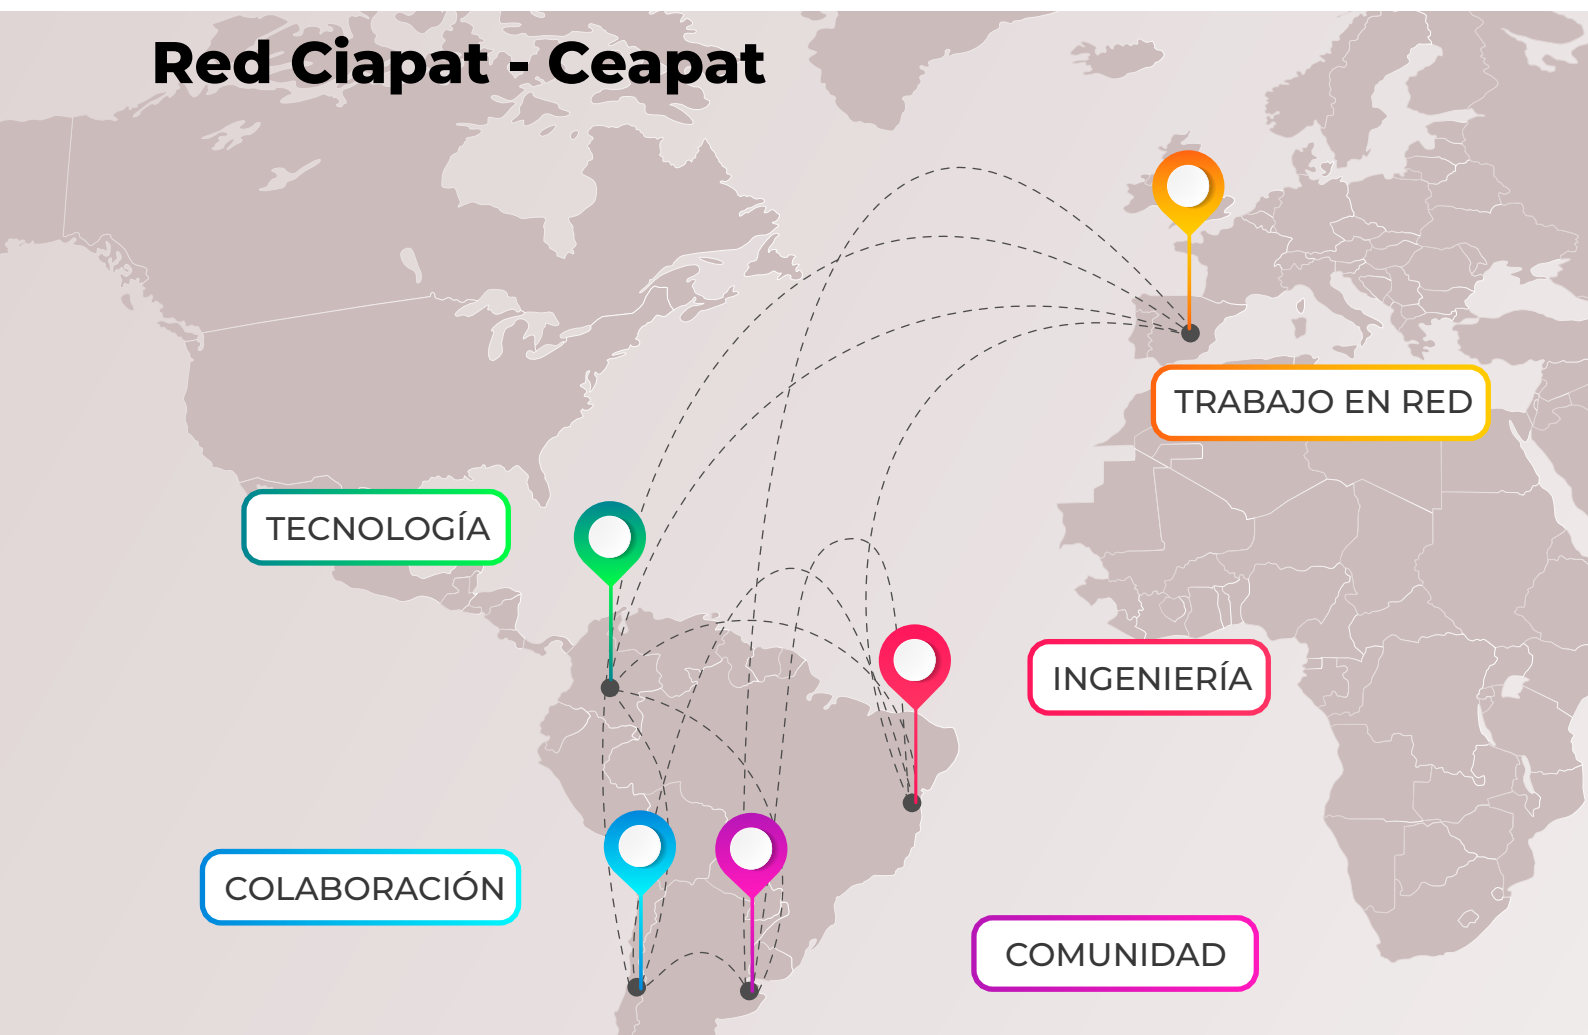 Red Ciapat - Ceapat
TRABAJO EN RED
TECNOLOGÍA
INGENIERÍA
COLABORACIÓN
COMUNIDAD